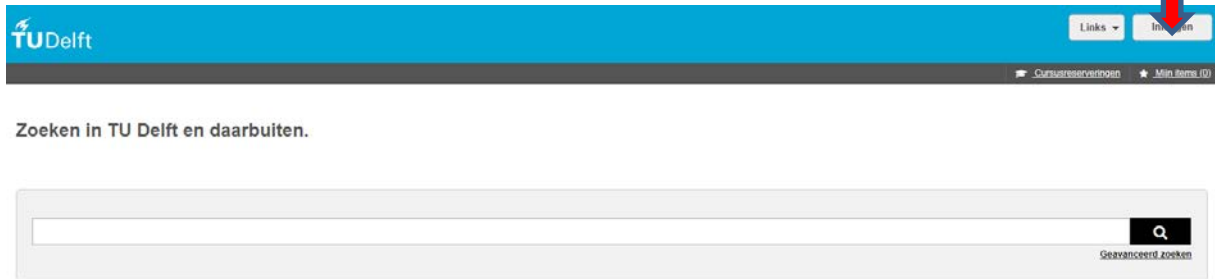 TUDelft
Links
Cursusreserveringen
Mijn items (0)
Zoeken in TU Delft en daarbuiten.
Geavanceerd zoeken